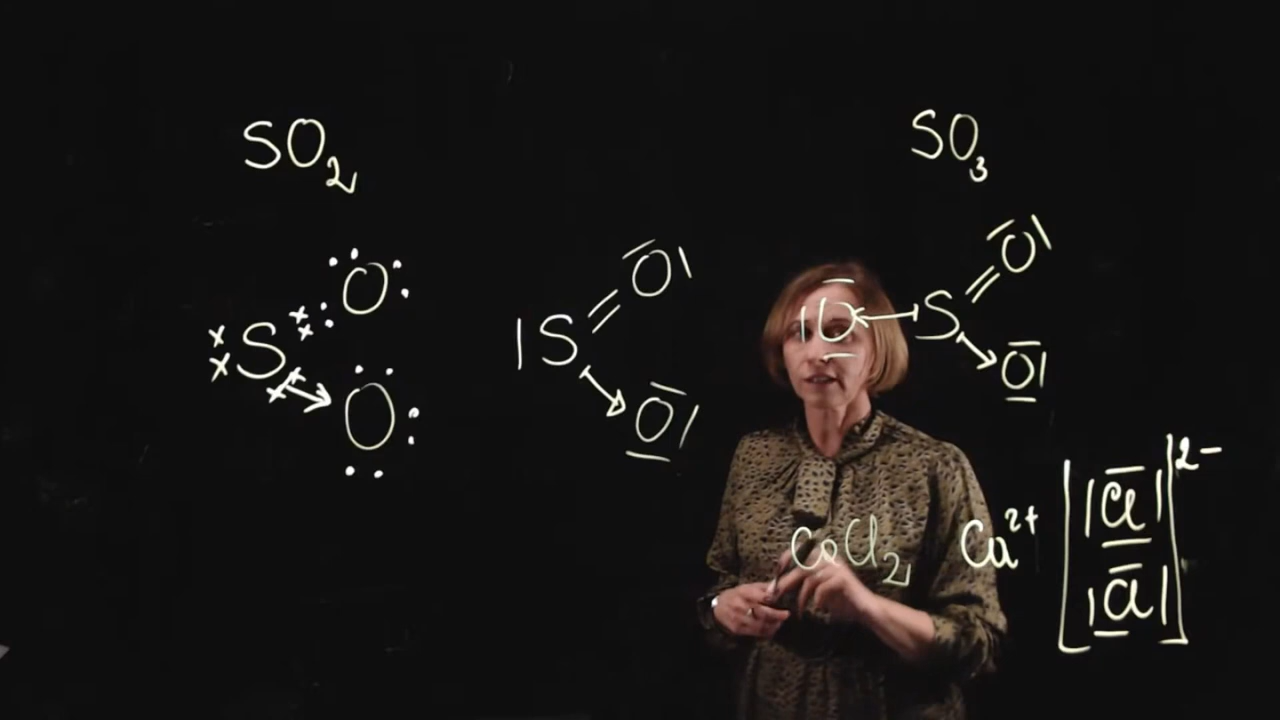 SO₂
SO₃
S O O
|S O| O|
|O S O| O|
CaCl₂ Ca²⁺ [|Cl| |Cl|]²⁻